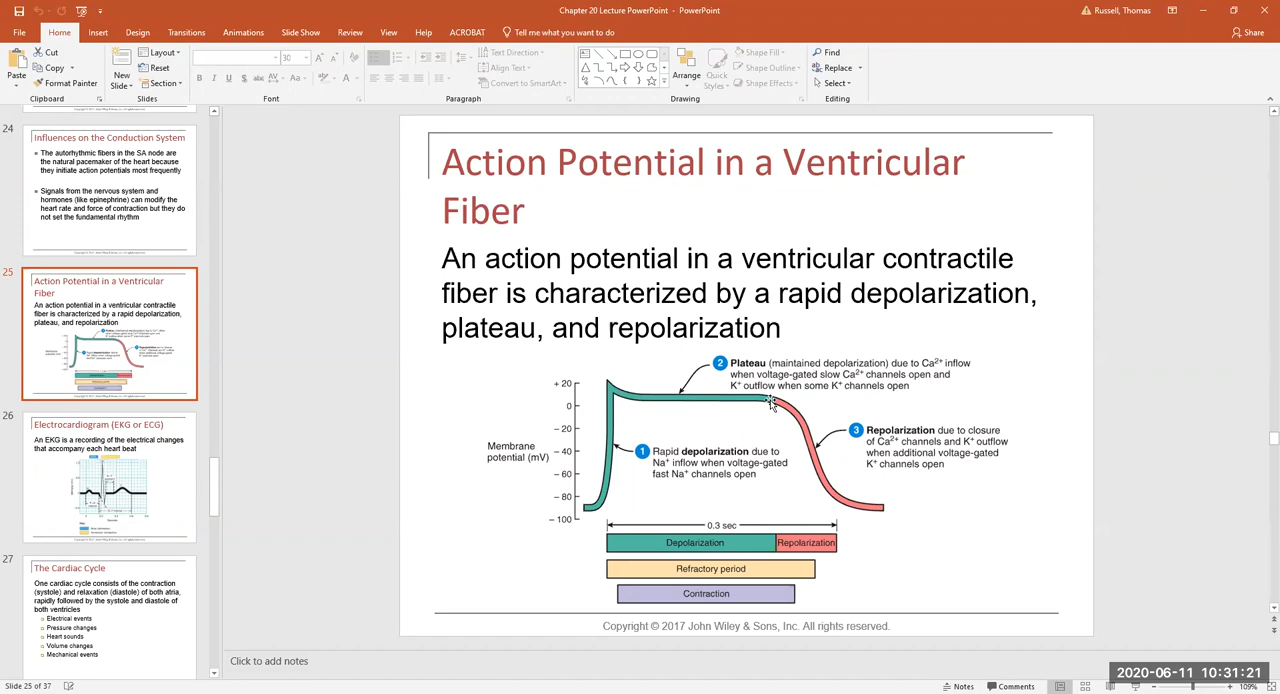 Chapter 20 Lecture PowerPoint - PowerPoint
Russell, Thomas
File Home Insert Design Transitions Animations Slide Show Review View Help ACROBAT Tell me what you want to do
Share
Paste
Cut
Copy
Format Painter
Clipboard
New
Slide
Layout
Reset
Section
Slides
30
Font
Text Direction
Align Text
Convert to SmartArt
Paragraph
Arrange
Quick
Styles
Shape Fill
Shape Outline
Shape Effects
Drawing
Find
Replace
Select
Editing
24
Influences on the Conduction System
The autorhythmic fibers in the SA node are
the natural pacemaker of the heart because
they initiate action potentials most frequently
Signals from the nervous system and
hormones (like epinephrine) can modify the
heart rate and force of contraction but they do
not set the fundamental rhythm
25
Action Potential in a Ventricular
Fiber
An action potential in a ventricular contractile
fiber is characterized by a rapid depolarization,
plateau, and repolarization
26
Electrocardiogram (EKG or ECG)
An EKG is a recording of the electrical changes
that accompany each heart beat
27
The Cardiac Cycle
One cardiac cycle consists of the contraction
(systole) and relaxation (diastole) of both atria,
rapidly followed by the systole and diastole of
both ventricles
Electrical events
Pressure changes
Heart sounds
Volume changes
Mechanical events
Action Potential in a Ventricular
Fiber
An action potential in a ventricular contractile
fiber is characterized by a rapid depolarization,
plateau, and repolarization
2 Plateau (maintained depolarization) due to Ca2+ inflow
when voltage-gated slow Ca2+ channels open and
K+ outflow when some K+ channels open
+ 20
0
– 20
– 40
– 60
– 80
– 100
Membrane
potential (mV)
1 Rapid depolarization due to
Na+ inflow when voltage-gated
fast Na+ channels open
3 Repolarization due to closure
of Ca2+ channels and K+ outflow
when additional voltage-gated
K+ channels open
0.3 sec
Depolarization Repolarization
Refractory period
Contraction
Copyright © 2017 John Wiley & Sons, Inc. All rights reserved.
Click to add notes
2020-06-11 10:31:21
Slide 25 of 37
Notes Comments
109%